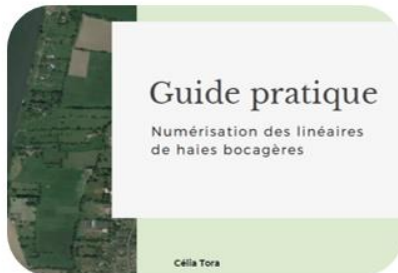 Guide pratique
Numérisation des linéaires
de haies bocagères
Célia Tora